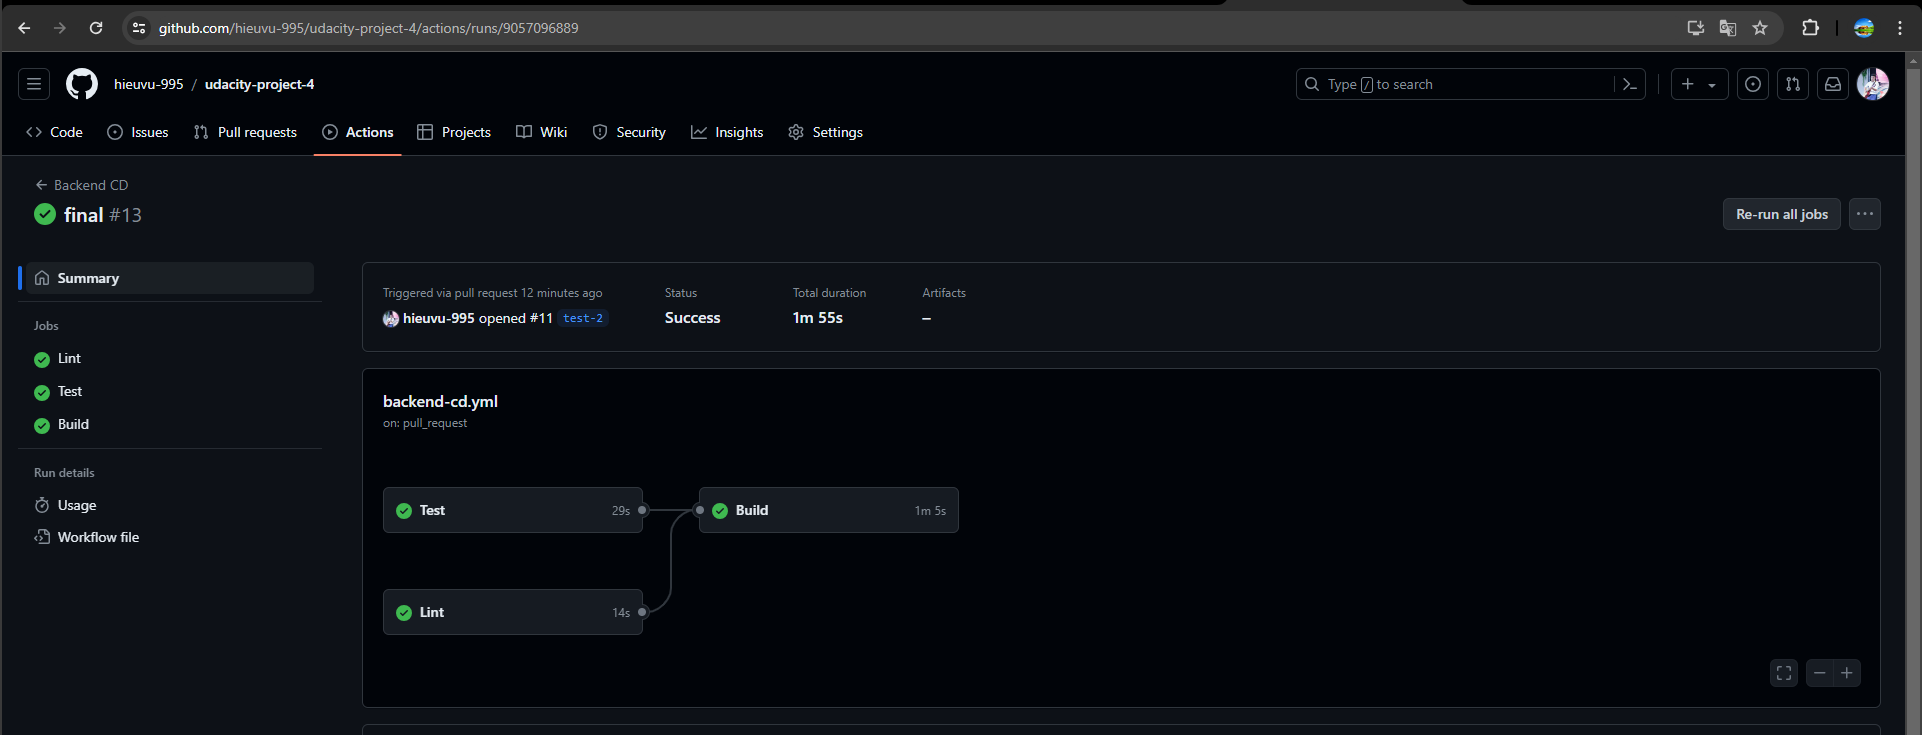 github.com/hieuvu-995/udacity-project-4/actions/runs/9057096889
hieuvu-995 / udacity-project-4
Type / to search
Code Issues Pull requests Actions Projects Wiki Security Insights Settings
← Backend CD
final #13
Re-run all jobs
Summary
Jobs
Lint
Test
Build
Run details
Usage
Workflow file
Triggered via pull request 12 minutes ago
hieuvu-995 opened #11 test-2
Status
Success
Total duration
1m 55s
Artifacts
–
backend-cd.yml
on: pull_request
Test 29s
Build 1m 5s
Lint 14s